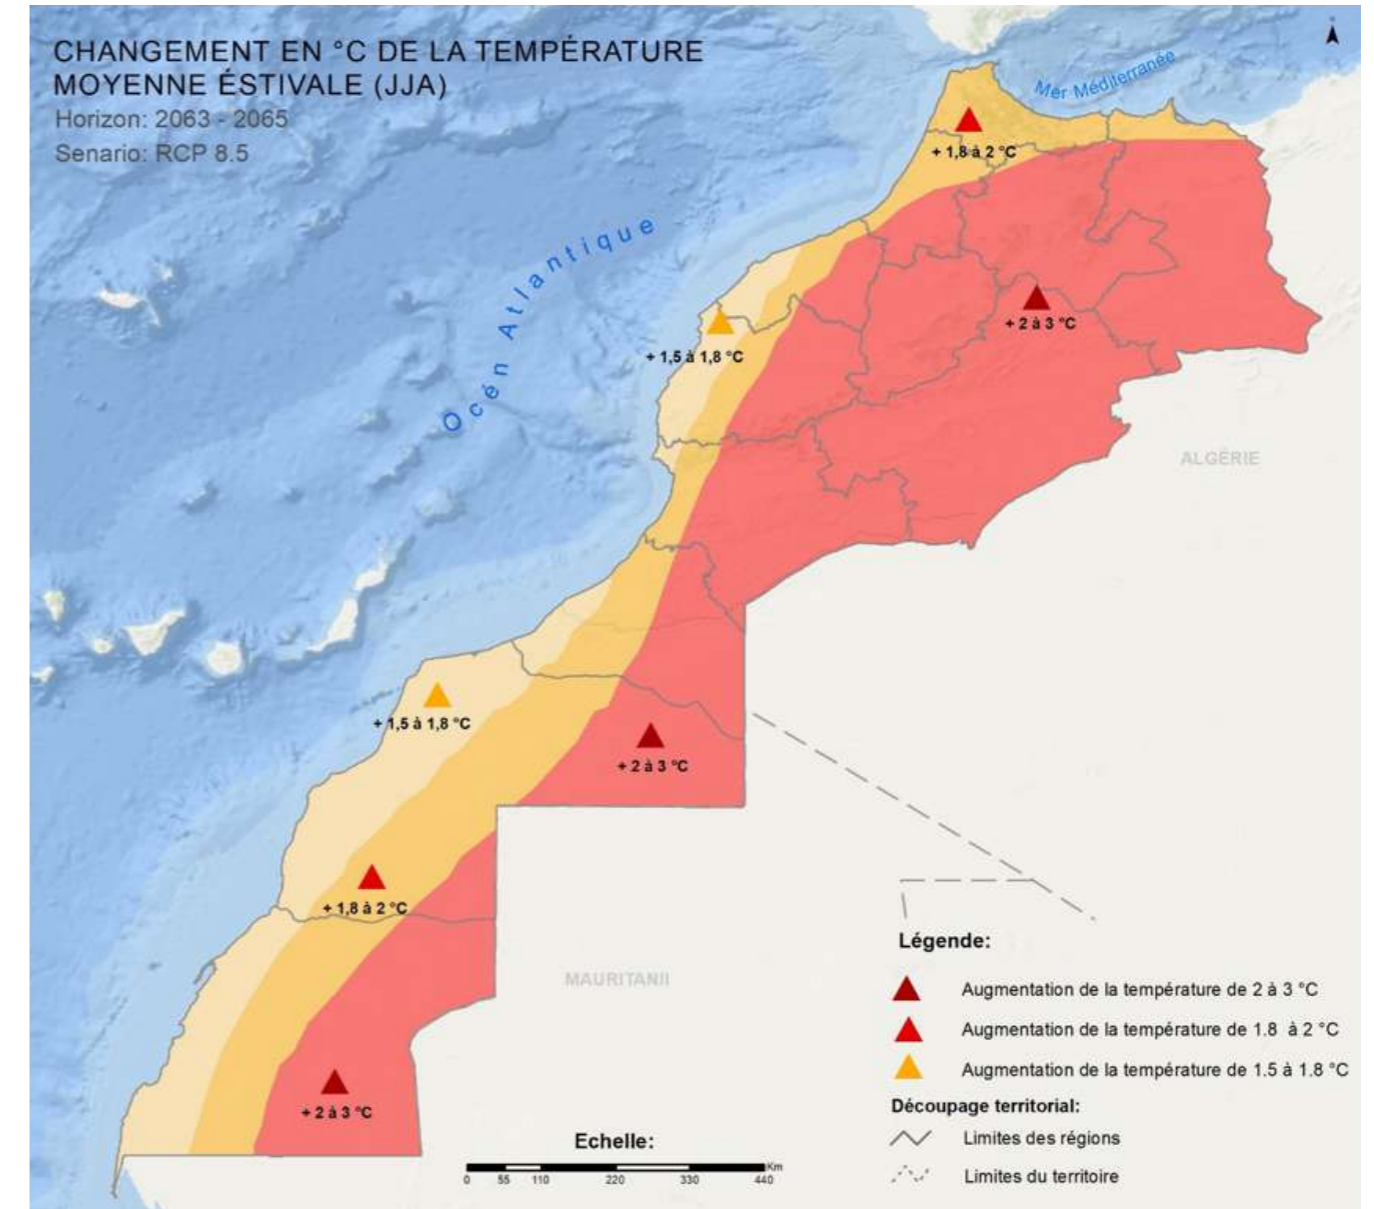 CHANGEMENT EN °C DE LA TEMPÉRATURE
MOYENNE ÉSTIVALE (JJA)
Horizon: 2063 - 2065
Senario: RCP 8.5
Mer Méditerranée
+ 1,8 à 2 °C
Océn Atlantique
+ 2 à 3 °C
+ 1,5 à 1,8 °C
ALGÉRIE
+ 1,5 à 1,8 °C
+ 2 à 3 °C
+ 1,8 à 2 °C
MAURITANII
+ 2 à 3 °C
Légende:
Augmentation de la température de 2 à 3 °C
Augmentation de la température de 1.8 à 2 °C
Augmentation de la température de 1.5 à 1.8 °C
Découpage territorial:
Limites des régions
Limites du territoire
Echelle:
Km
0 55 110 220 330 440